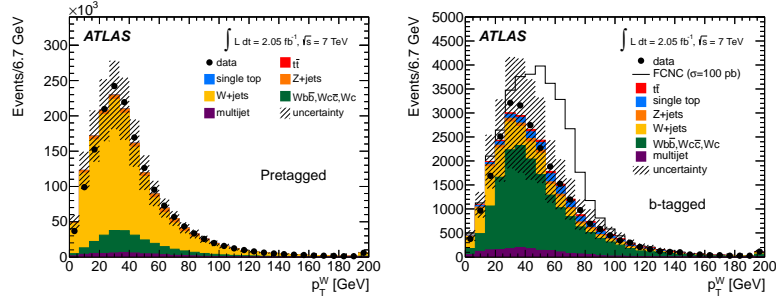 ×10³
ATLAS
∫ L dt = 2.05 fb⁻¹, √s = 7 TeV
data
tt̄
single top
Z+jets
W+jets
Wbb̄,Wcc̄,Wc
multijet
uncertainty
Pretagged
Events/6.7 GeV
300
250
200
150
100
50
0
0 20 40 60 80 100 120 140 160 180 200
p_T^W [GeV]
ATLAS
∫ L dt = 2.05 fb⁻¹, √s = 7 TeV
data
FCNC (σ=100 pb)
tt̄
single top
Z+jets
W+jets
Wbb̄,Wcc̄,Wc
multijet
uncertainty
b-tagged
Events/6.7 GeV
5000
4500
4000
3500
3000
2500
2000
1500
1000
500
0
0 20 40 60 80 100 120 140 160 180 200
p_T^W [GeV]